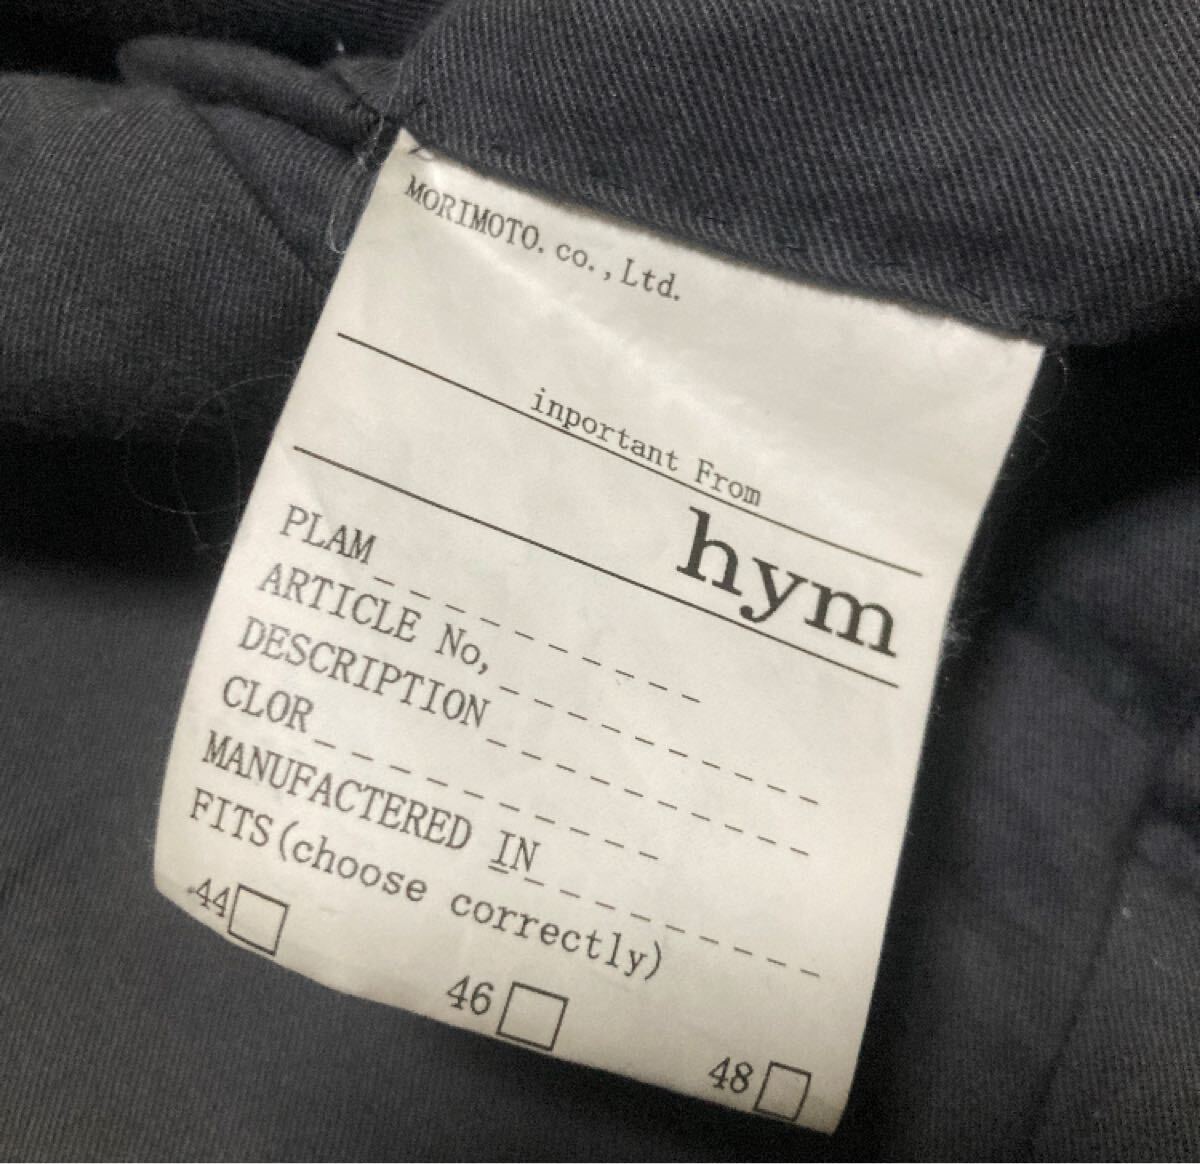 MORIMOTO.co.,Ltd.
inportant From
hym
PLAM
ARTICLE No,
DESCRIPTION
CLOR
MANUFACTERED IN
FITS(choose correctly)
44 46 48